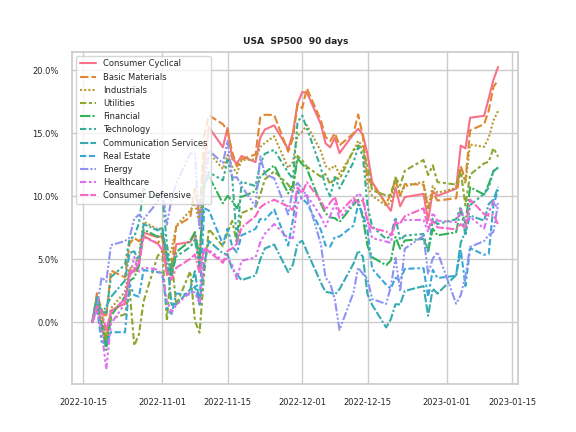 USA SP500 90 days
20.0%
15.0%
10.0%
5.0%
0.0%
Consumer Cyclical
Basic Materials
Industrials
Utilities
Financial
Technology
Communication Services
Real Estate
Energy
Healthcare
Consumer Defensive
2022-10-15
2022-11-01
2022-11-15
2022-12-01
2022-12-15
2023-01-01
2023-01-15